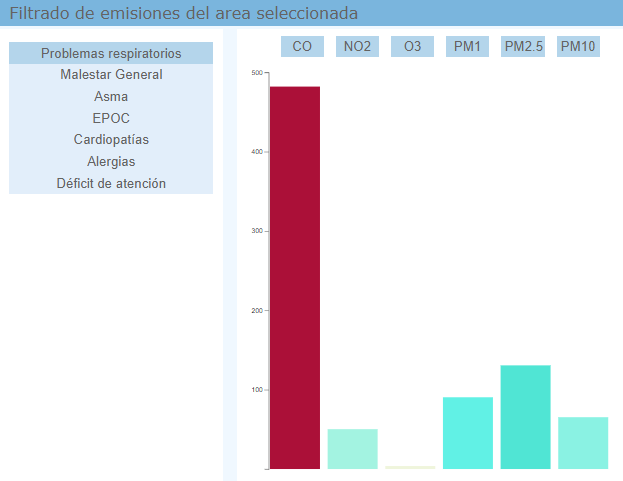 Filtrado de emisiones del area seleccionada
Problemas respiratorios
Malestar General
Asma
EPOC
Cardiopatías
Alergias
Déficit de atención
CO NO2 O3 PM1 PM2.5 PM10
500
400
300
200
100